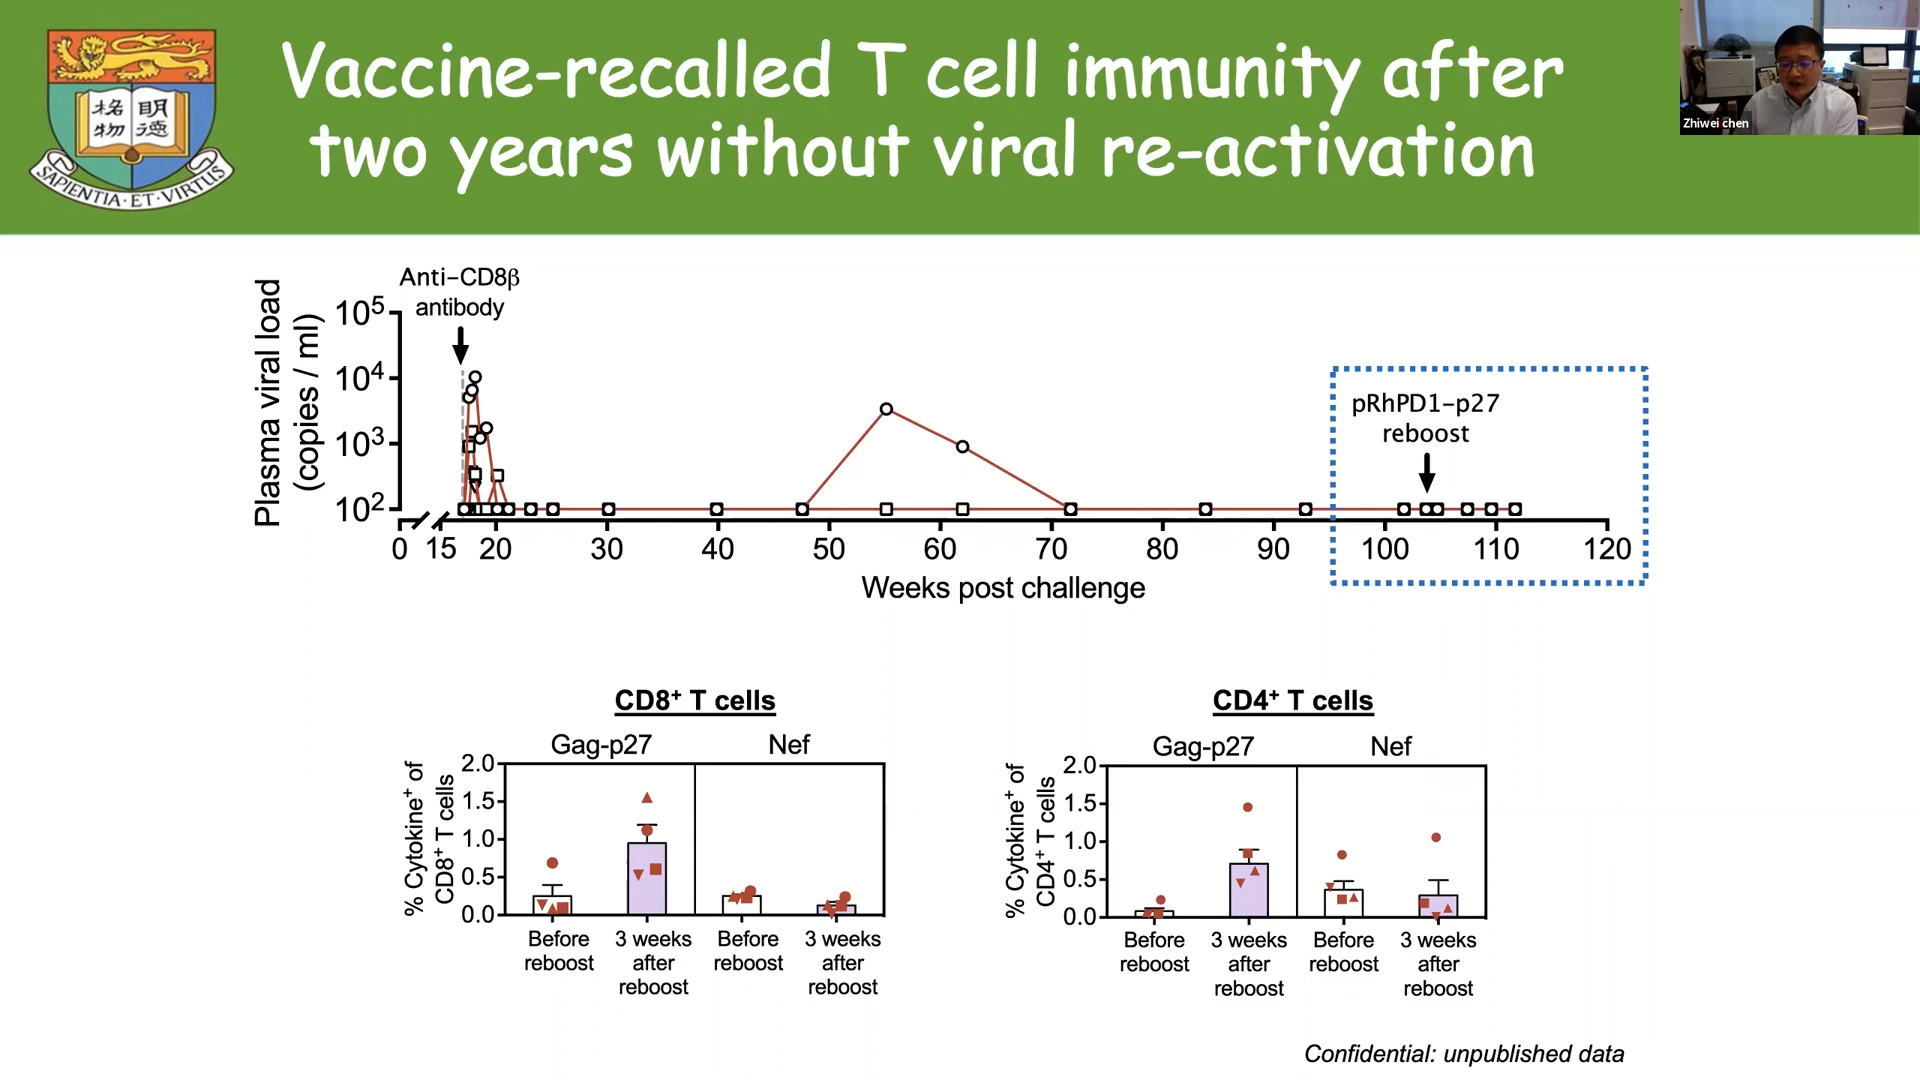 Vaccine-recalled T cell immunity after
two years without viral re-activation
格物
明德
SAPIENTIA·ET·VIRTUS
Zhiwei chen
Plasma viral load
(copies / ml)
10⁵
10⁴
10³
10²
Anti–CD8β
antibody
pRhPD1–p27
reboost
0 15 20 30 40 50 60 70 80 90 100 110 120
Weeks post challenge
CD8⁺ T cells
Gag-p27 Nef
% Cytokine⁺ of
CD8⁺ T cells
2.0
1.5
1.0
0.5
0.0
Before
reboost
3 weeks
after
reboost
Before
reboost
3 weeks
after
reboost
CD4⁺ T cells
Gag-p27 Nef
% Cytokine⁺ of
CD4⁺ T cells
2.0
1.5
1.0
0.5
0.0
Before
reboost
3 weeks
after
reboost
Before
reboost
3 weeks
after
reboost
Confidential: unpublished data